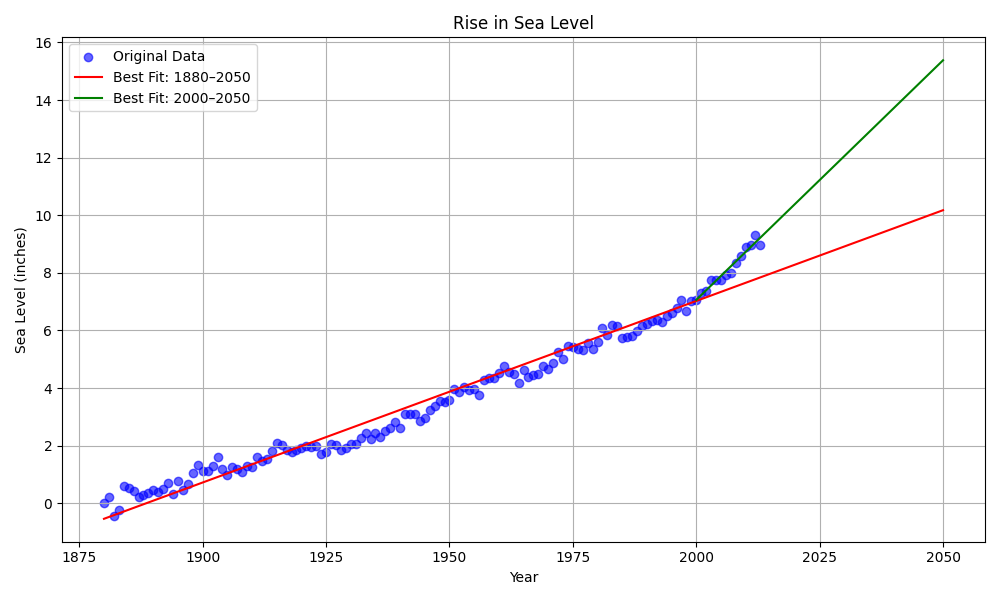 Rise in Sea Level
Original Data
Best Fit: 1880–2050
Best Fit: 2000–2050
Sea Level (inches)
16
14
12
10
8
6
4
2
0
1875 1900 1925 1950 1975 2000 2025 2050
Year